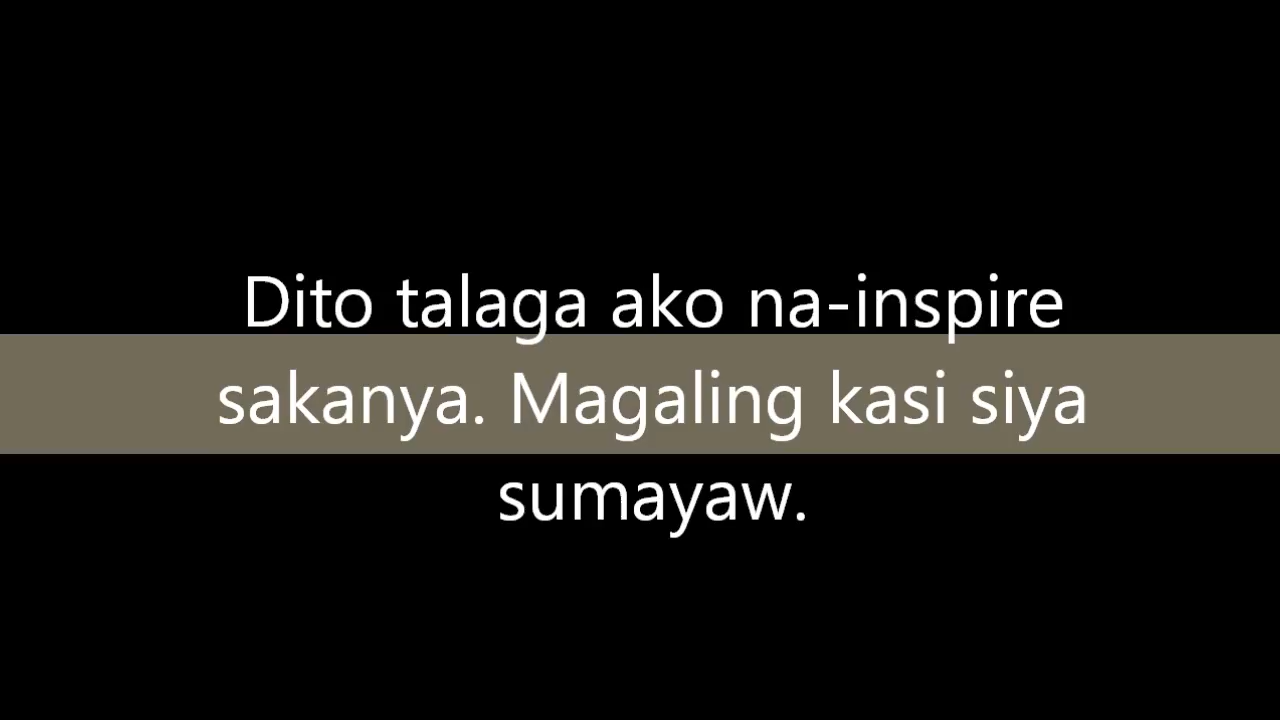 Dito talaga ako na-inspire
sakanya. Magaling kasi siya
sumayaw.